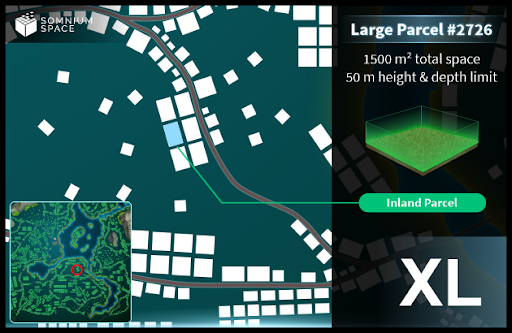 SOMNIUM
SPACE
Large Parcel #2726
1500 m² total space
50 m height & depth limit
Inland Parcel
XL